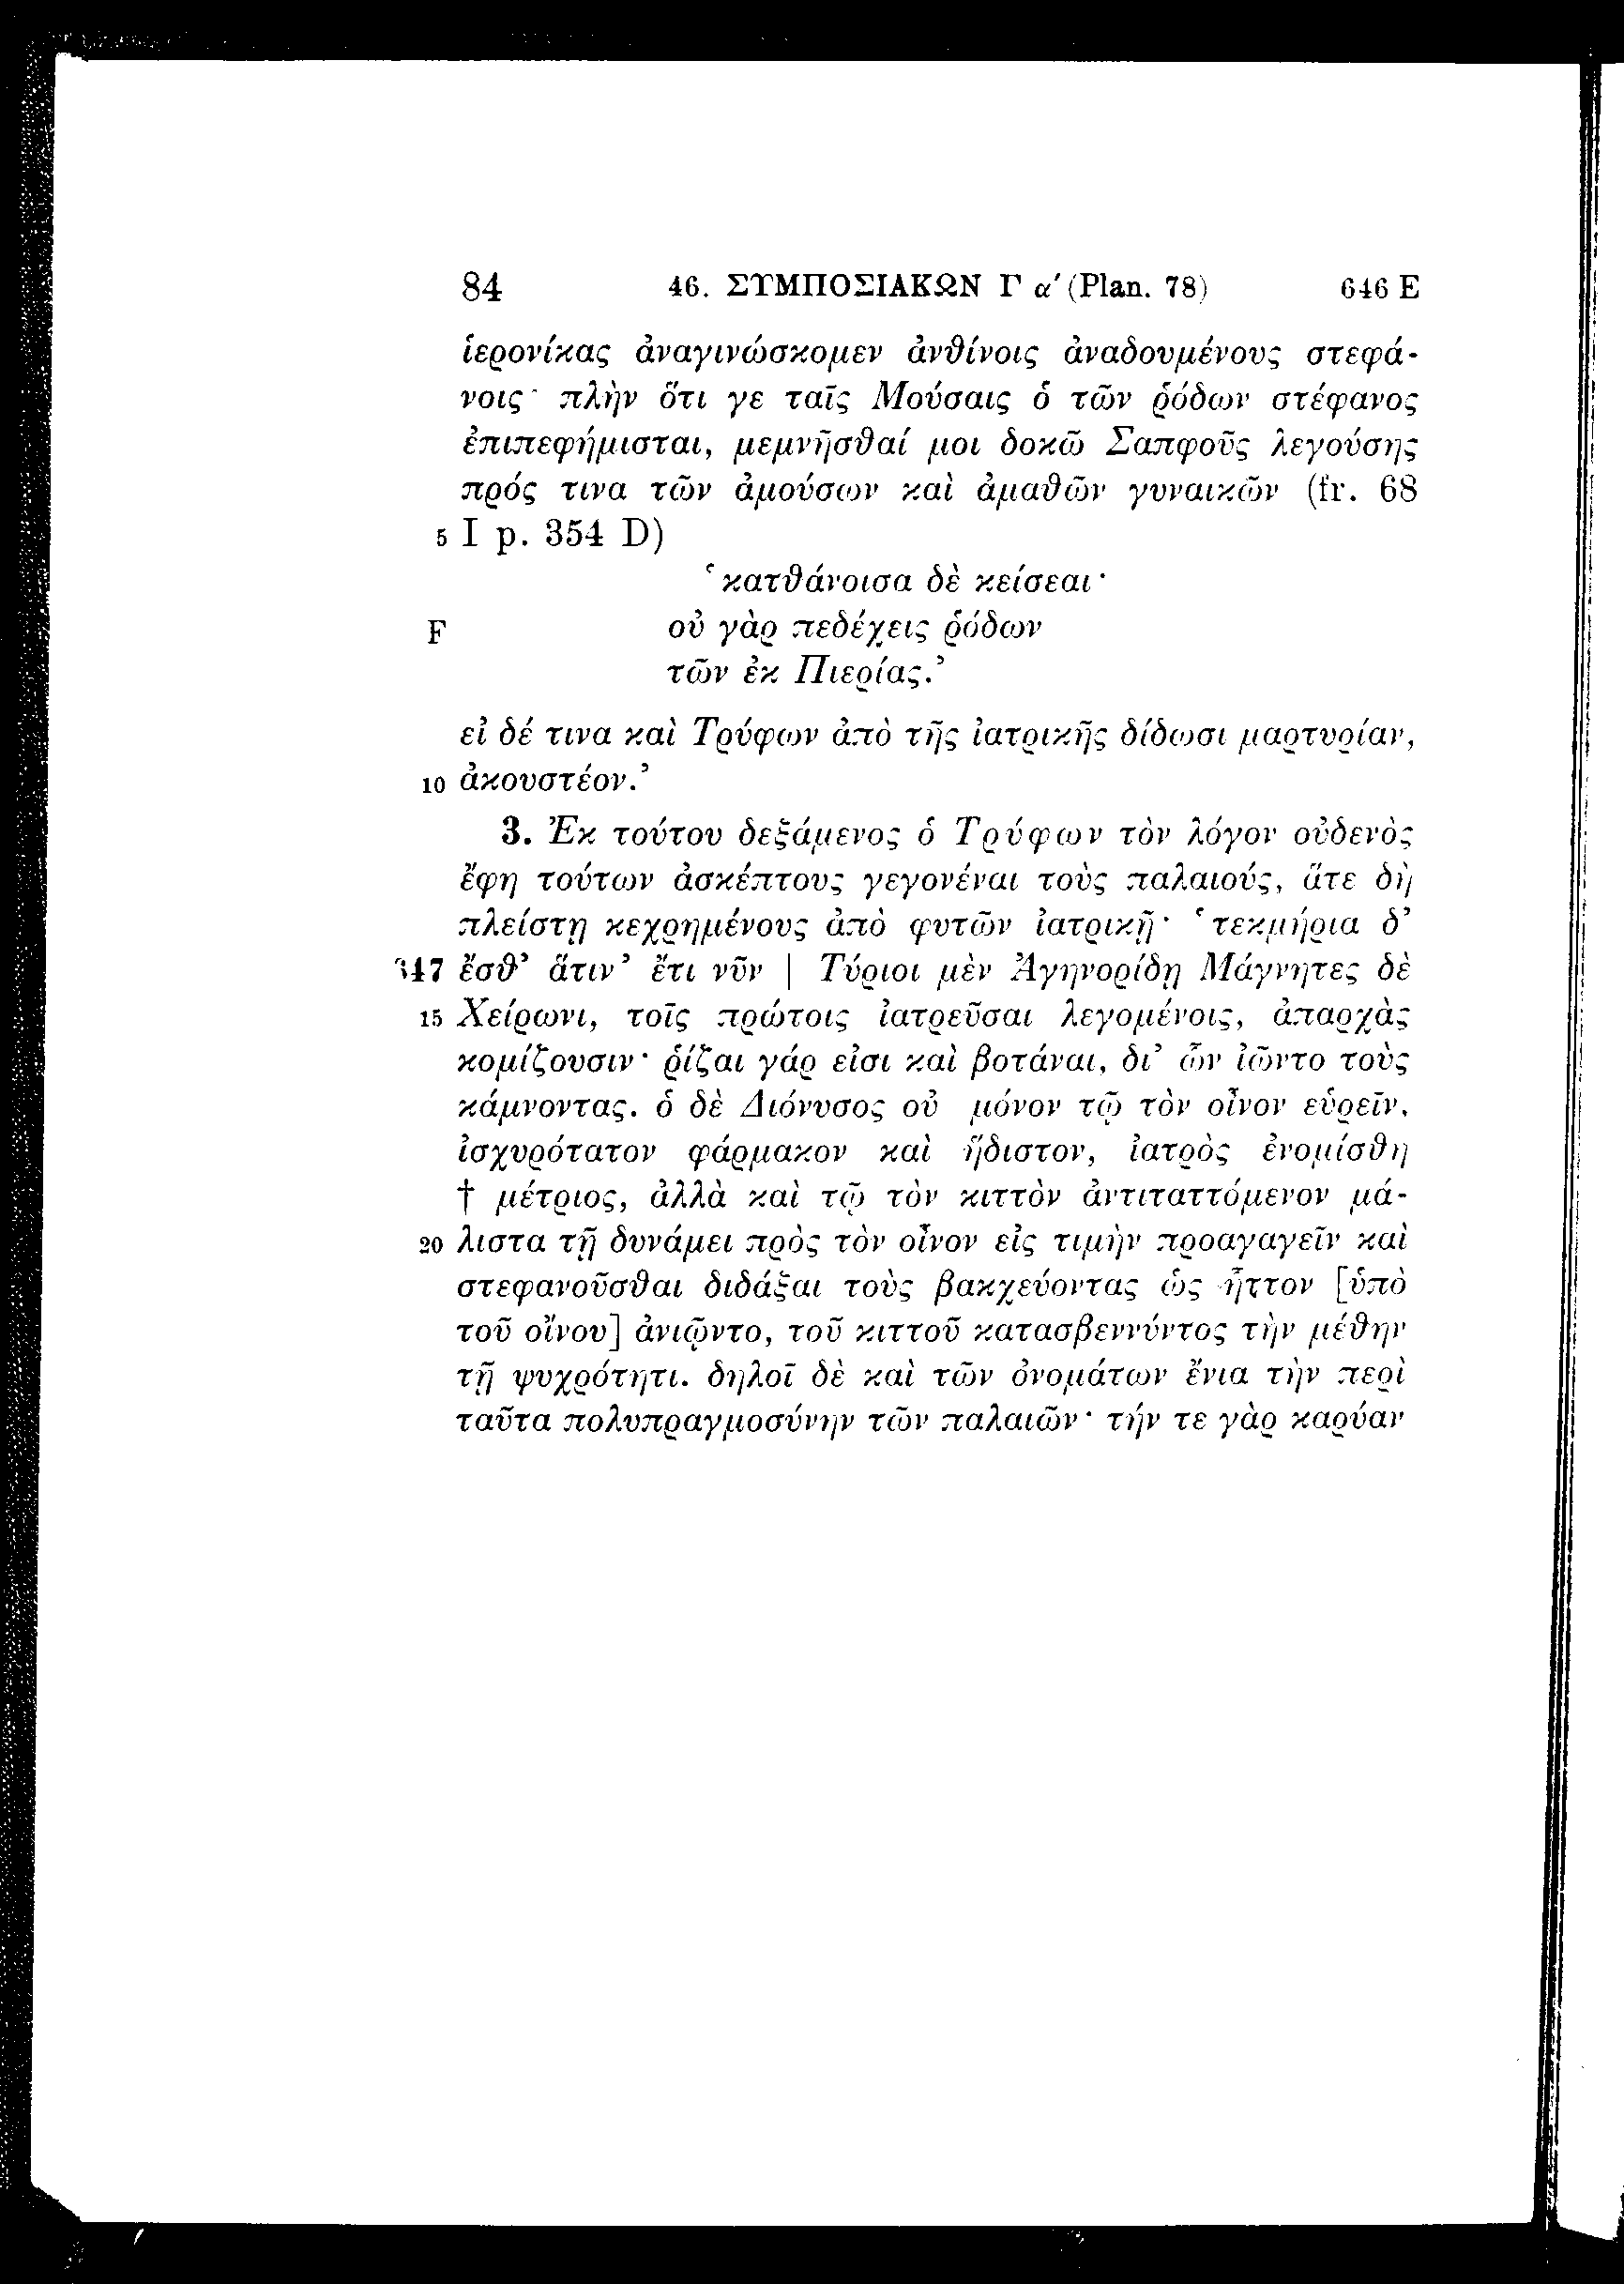 84 46. ΣΥΜΠΟΣΙΑΚΩΝ Γ α' (Plan. 78) 646 E
ἱερονίκας ἀναγινώσκομεν ἀνθίνοις ἀναδουμένους στεφά-
νοις· πλὴν ὅτι γε ταῖς Μούσαις ὁ τῶν ῥόδων στέφανος
ἐπιπεφήμισται, μεμνῆσθαί μοι δοκῶ Σαπφοῦς λεγούσης
πρός τινα τῶν ἀμούσων καὶ ἀμαθῶν γυναικῶν (fr. 68
5 I p. 354 D)
‘κατθάνοισα δὲ κείσεαι·
F οὐ γὰρ πεδέχεις ῥόδων
τῶν ἐκ Πιερίας.’
εἰ δέ τινα καὶ Τρύφων ἀπὸ τῆς ἰατρικῆς δίδωσι μαρτυρίαν,
10 ἀκουστέον.’
3. Ἐκ τούτου δεξάμενος ὁ Τρύφων τὸν λόγον οὐδενὸς
ἔφη τούτων ἀσκέπτους γεγονέναι τοὺς παλαιούς, ἅτε δὴ
πλείστῃ κεχρημένους ἀπὸ φυτῶν ἰατρικῇ· ‘τεκμήρια δ’
647 ἔσθ’ ἅτιν’ ἔτι νῦν | Τύριοι μὲν Ἀγηνορίδῃ Μάγνητες δὲ
15 Χείρωνι, τοῖς πρώτοις ἰατρεῦσαι λεγομένοις, ἀπαρχὰς
κομίζουσιν· ῥίζαι γάρ εἰσι καὶ βοτάναι, δι’ ὧν ἰῶντο τοὺς
κάμνοντας. ὁ δὲ Διόνυσος οὐ μόνον τῷ τὸν οἶνον εὑρεῖν,
ἰσχυρότατον φάρμακον καὶ ἥδιστον, ἰατρὸς ἐνομίσθη
† μέτριος, ἀλλὰ καὶ τῷ τὸν κιττὸν ἀντιταττόμενον μά-
20 λιστα τῇ δυνάμει πρὸς τὸν οἶνον εἰς τιμὴν προαγαγεῖν καὶ
στεφανοῦσθαι διδάξαι τοὺς βακχεύοντας ὡς ἧττον [ὑπὸ
τοῦ οἴνου] ἀνιῷντο, τοῦ κιττοῦ κατασβεννύντος τὴν μέθην
τῇ ψυχρότητι. δηλοῖ δὲ καὶ τῶν ὀνομάτων ἔνια τὴν περὶ
ταῦτα πολυπραγμοσύνην τῶν παλαιῶν· τήν τε γὰρ καρύαν